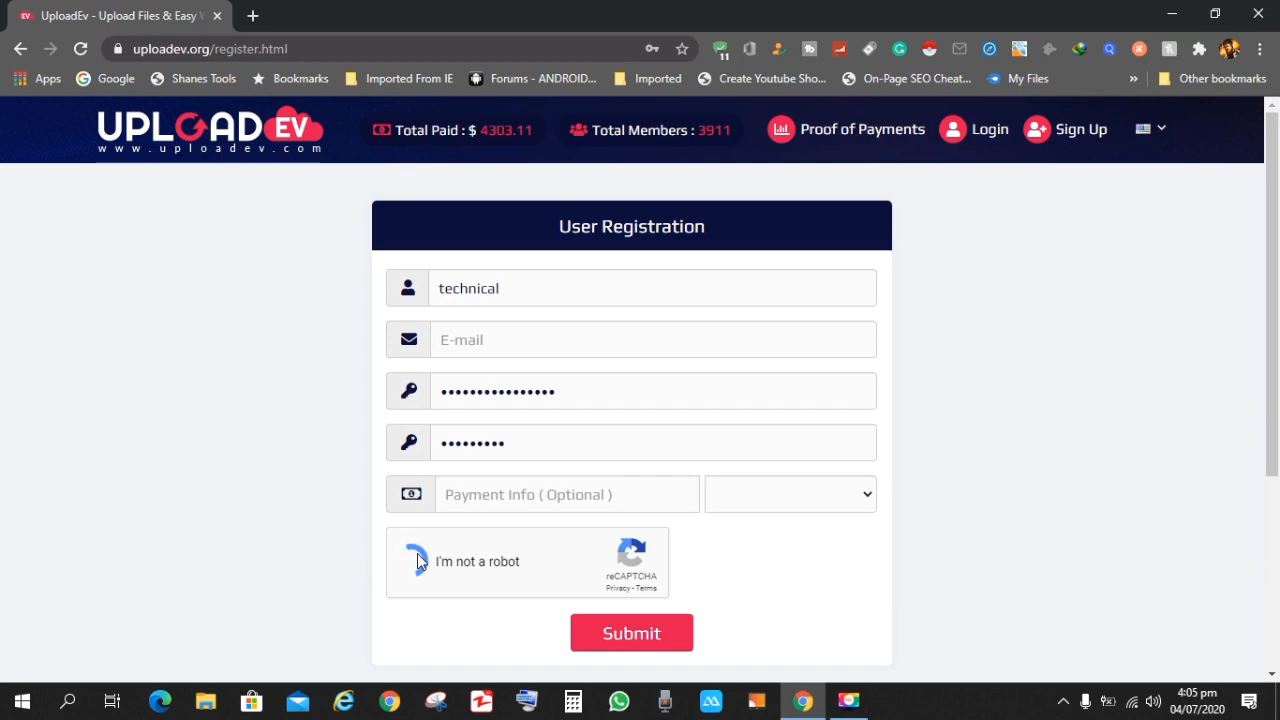 UploadEv - Upload Files & Easy W
uploadev.org/register.html
11
Apps Google Shanes Tools Bookmarks Imported From IE Forums - ANDROID... Imported Create Youtube Sho... On-Page SEO Cheat... My Files » Other bookmarks
UPLOAD EV
www.uploadev.com
Total Paid : $ 4303.11
Total Members : 3911
Proof of Payments
Login
Sign Up
User Registration
technical
E-mail
••••••••••••••••
•••••••••
Payment Info ( Optional )
I'm not a robot
reCAPTCHA
Privacy - Terms
Submit
4:05 pm
04/07/2020